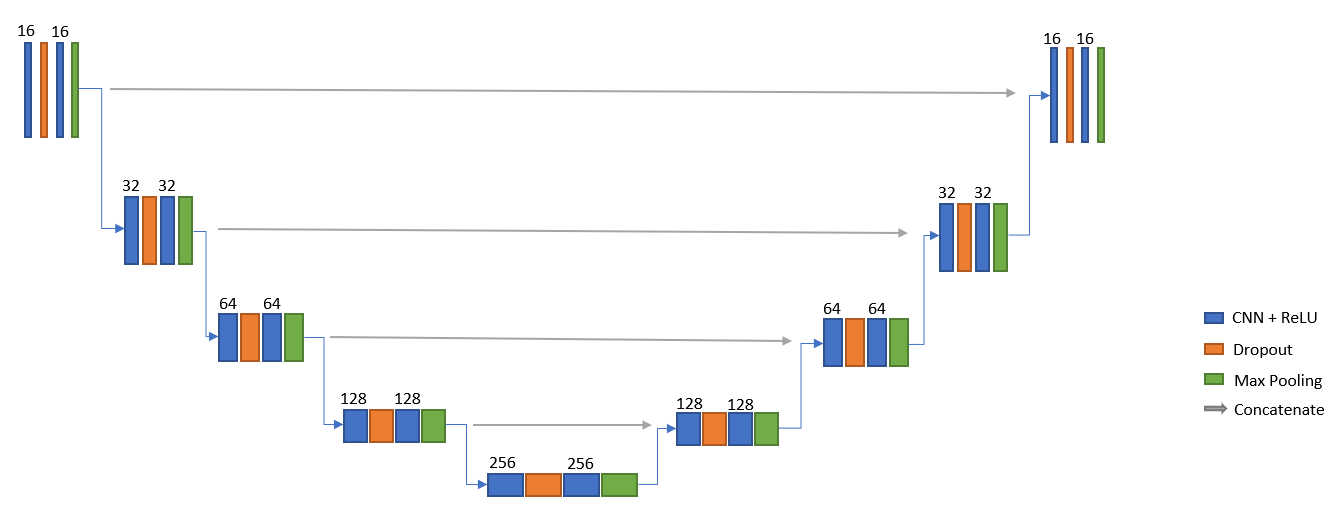 16 16
16 16
32 32
32 32
64 64
64 64
128 128
128 128
256 256
CNN + ReLU
Dropout
Max Pooling
Concatenate